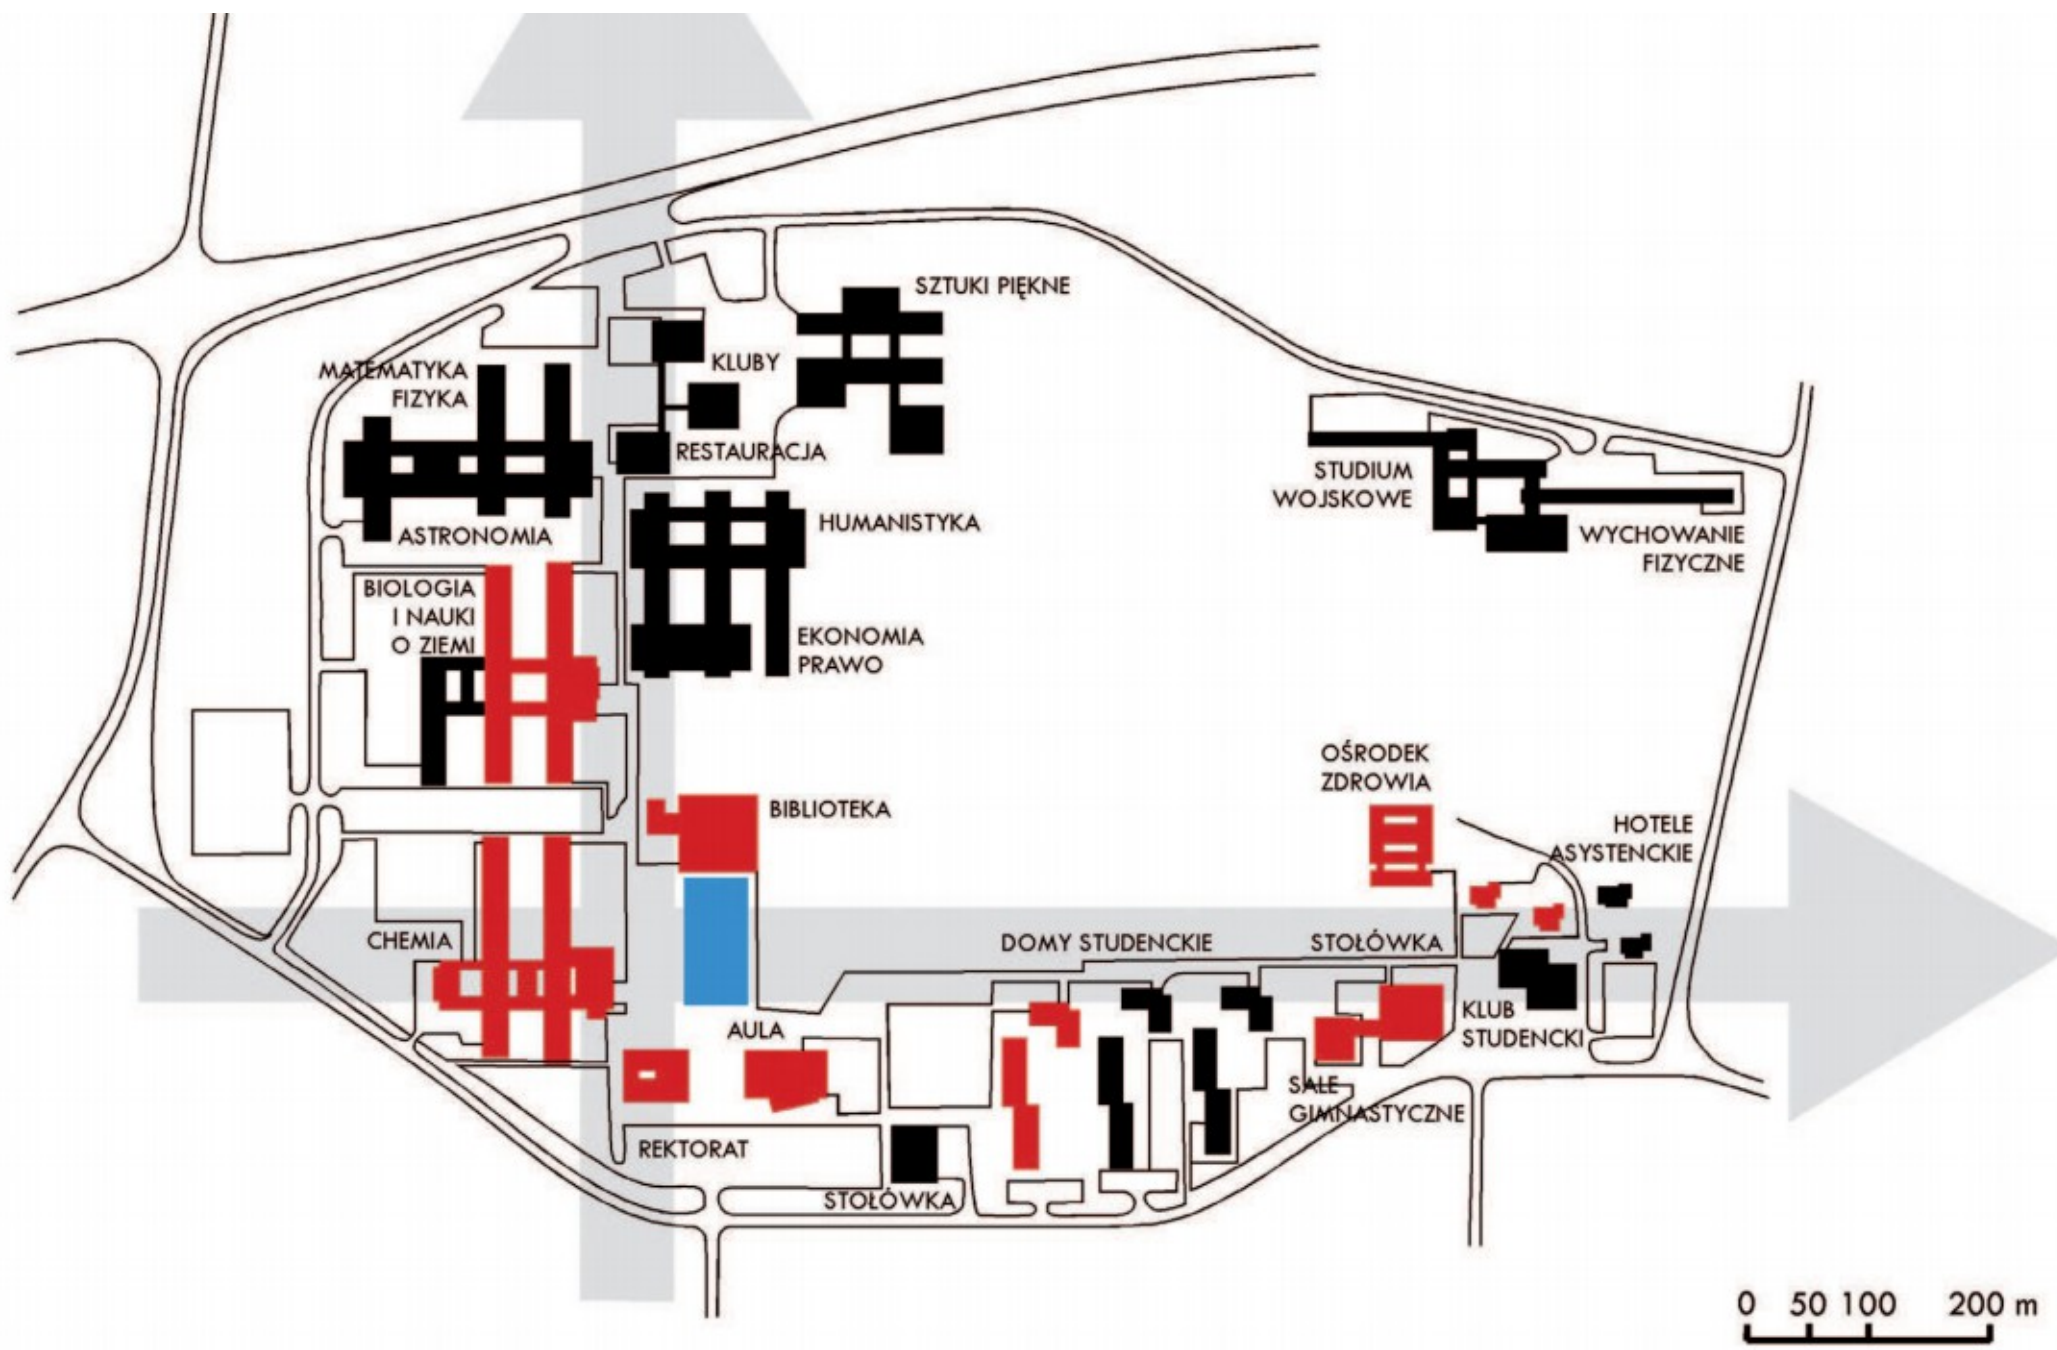 SZTUKI PIĘKNE
MATEMATYKA
FIZYKA
KLUBY
RESTAURACJA
STUDIUM
WOJSKOWE
HUMANISTYKA
ASTRONOMIA
WYCHOWANIE
FIZYCZNE
BIOLOGIA
I NAUKI
O ZIEMI
EKONOMIA
PRAWO
OŚRODEK
ZDROWIA
BIBLIOTEKA
HOTELE
ASYSTENCKIE
CHEMIA
DOMY STUDENCKIE
STOŁÓWKA
AULA
KLUB
STUDENCKI
SALE
GIMNASTYCZNE
REKTORAT
STOŁÓWKA
0 50 100 200 m